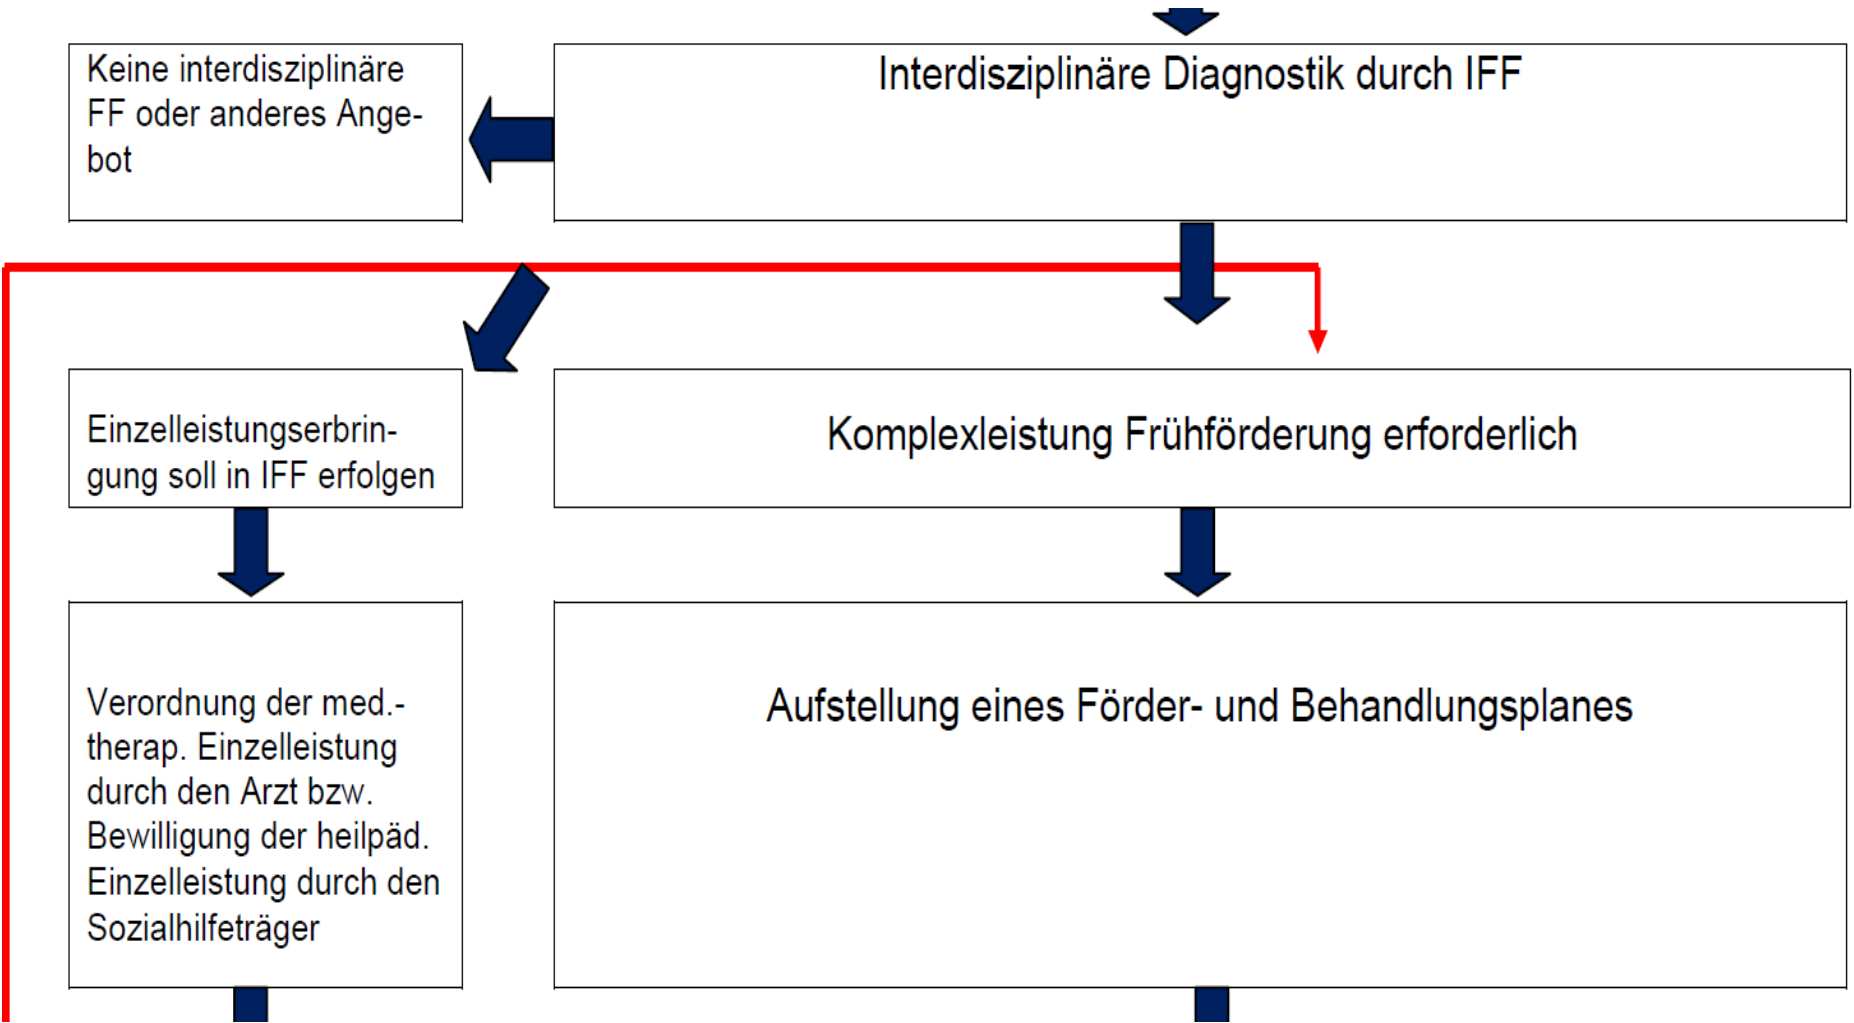 Keine interdisziplinäre
FF oder anderes Ange-
bot
Interdisziplinäre Diagnostik durch IFF
Einzelleistungserbrin-
gung soll in IFF erfolgen
Komplexleistung Frühförderung erforderlich
Verordnung der med.-
therap. Einzelleistung
durch den Arzt bzw.
Bewilligung der heilpäd.
Einzelleistung durch den
Sozialhilfeträger
Aufstellung eines Förder- und Behandlungsplanes